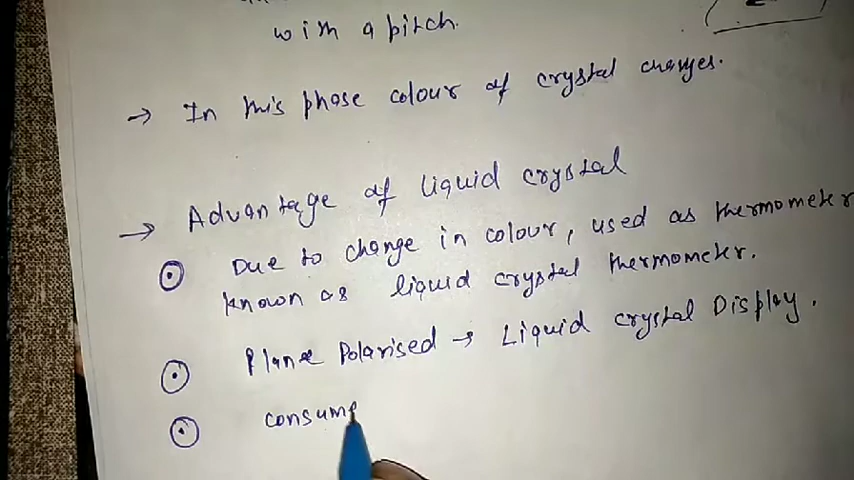 with a pitch.
→ In this phase colour of crystal changes.
→ Advantage of liquid crystal
Due to change in colour, used as thermometer
known as liquid crystal thermometer.
Plane Polarised → Liquid crystal Display.
consume